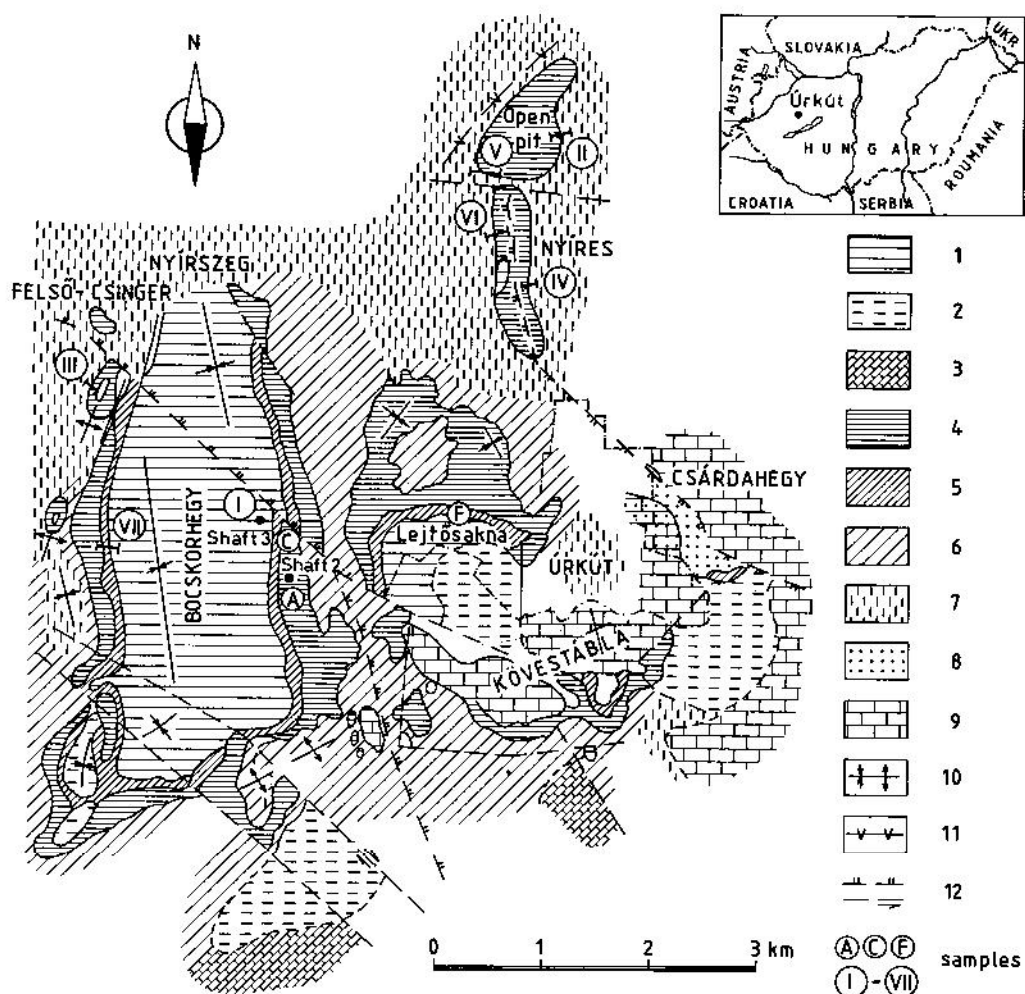 N
SLOVAKIA
UKR
AUSTRIA
Úrkút
HUNGARY
ROUMANIA
CROATIA
SERBIA
Open
pit
V
II
VI
NYÍRES
IV
NYÍRSZEG
FELSŐ-CSINGER
III
I
Shaft 3
C
Shaft 2
A
VII
BOCSKORHEGY
F
Lejtősakna
ÚRKÚT
CSÁRDAHEGY
KÖVESTÁBLA
1
2
3
4
5
6
7
8
9
10
11
12
A C F
I - VII
samples
0 1 2 3 km